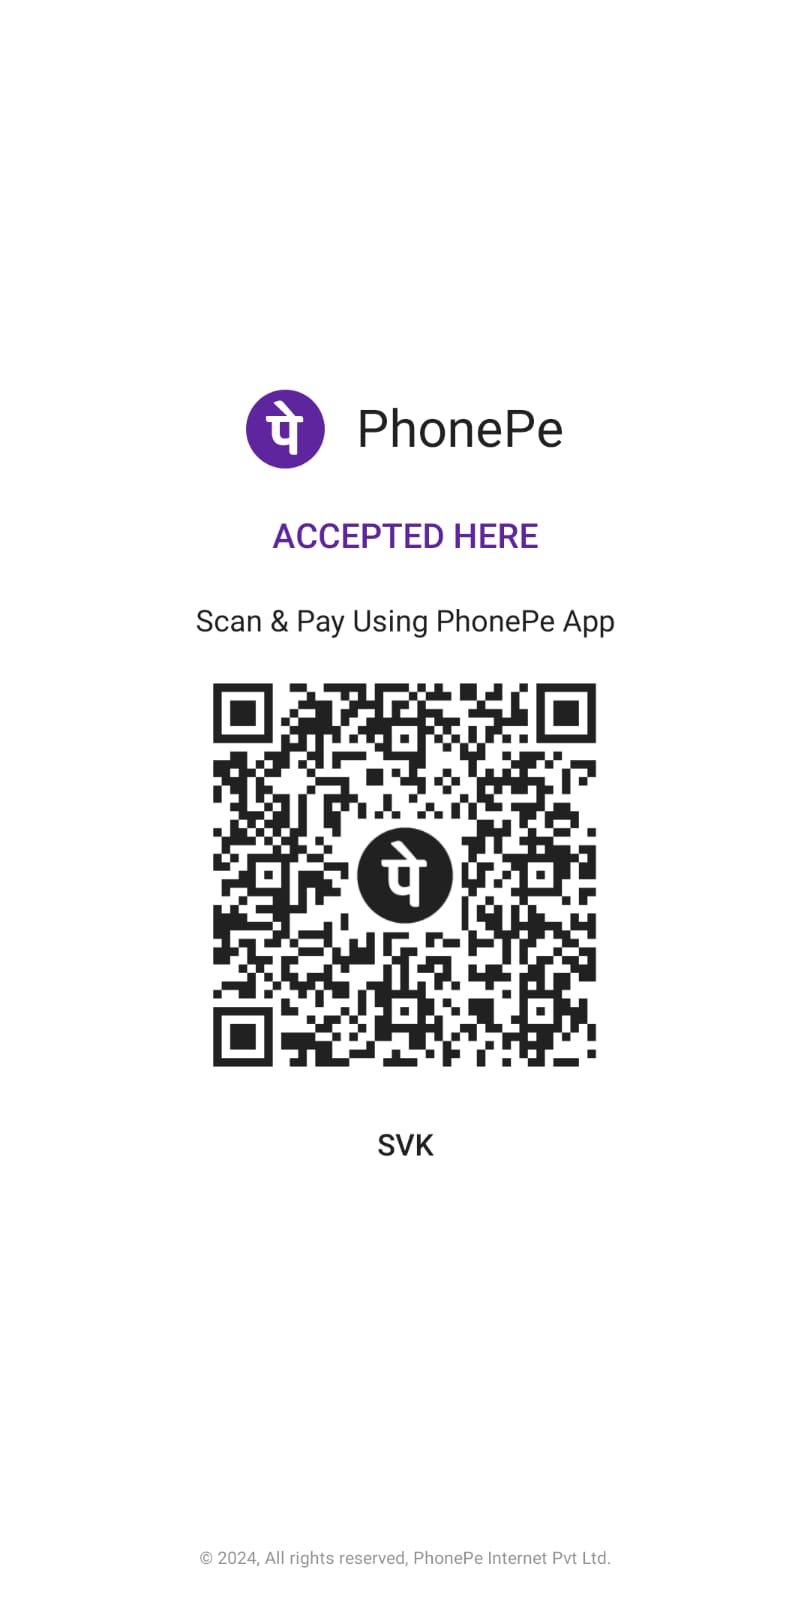 पे PhonePe
ACCEPTED HERE
Scan & Pay Using PhonePe App
पे
SVK
© 2024, All rights reserved, PhonePe Internet Pvt Ltd.